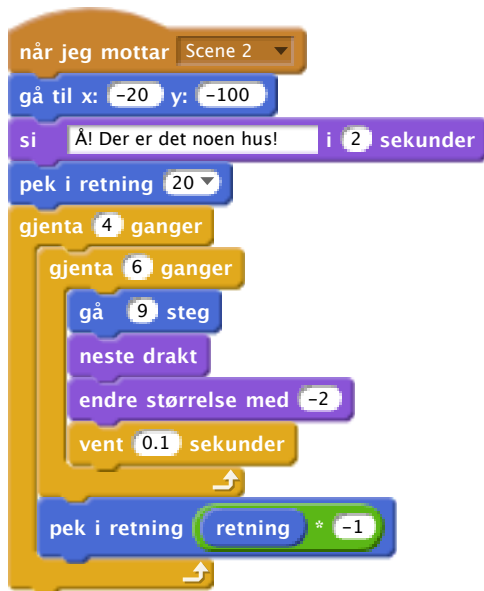 når jeg mottar Scene 2
gå til x: -20 y: -100
si Å! Der er det noen hus! i 2 sekunder
pek i retning 20
gjenta 4 ganger
gjenta 6 ganger
gå 9 steg
neste drakt
endre størrelse med -2
vent 0.1 sekunder
pek i retning retning * -1